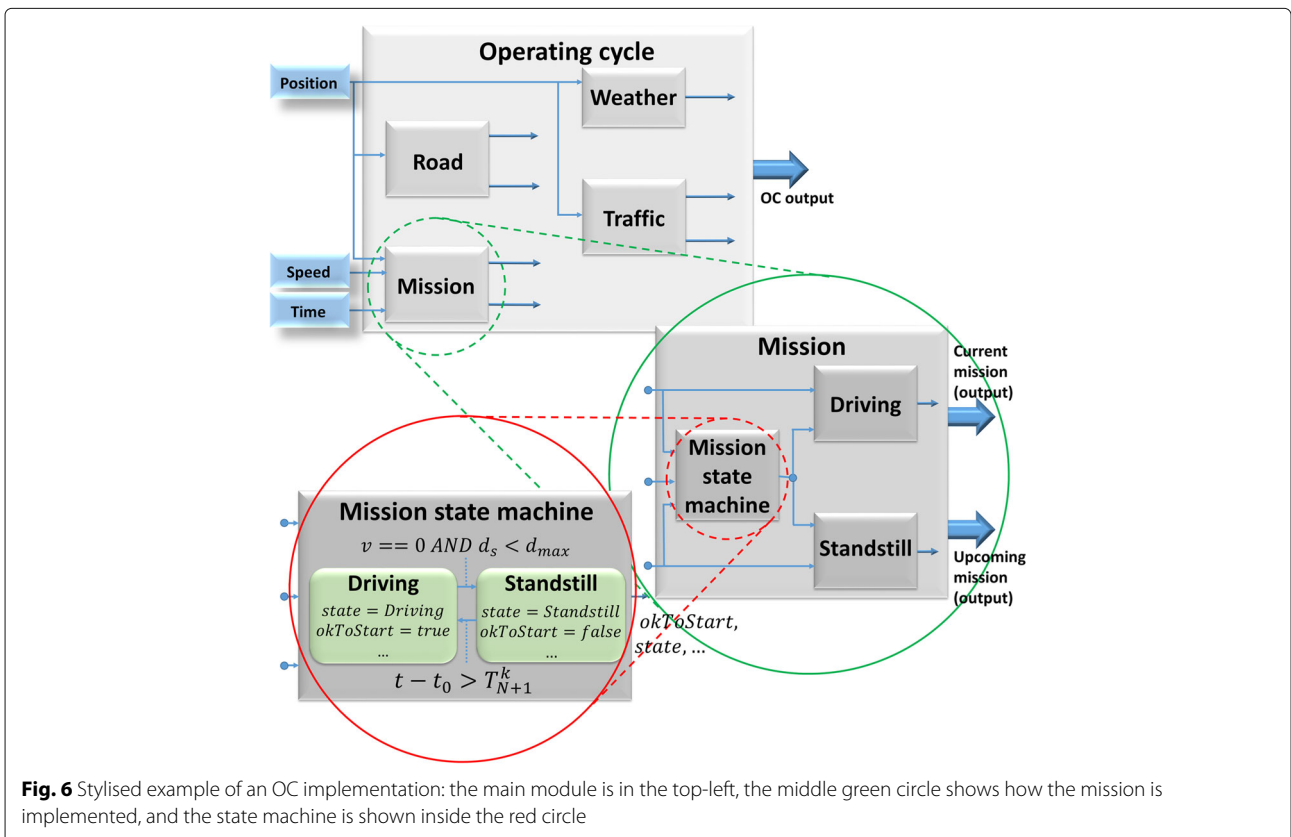 Operating cycle
Position
Weather
Road
Traffic
OC output
Speed
Mission
Time
Mission
Current
mission
(output)
Driving
Mission
state
machine
Standstill
Upcoming
mission
(output)
Mission state machine
v == 0 AND d_s < d_max
Driving
state = Driving
okToStart = true
...
Standstill
state = Standstill
okToStart = false
...
t − t_0 > T_{N+1}^k
okToStart,
state, ...
Fig. 6 Stylised example of an OC implementation: the main module is in the top-left, the middle green circle shows how the mission is
implemented, and the state machine is shown inside the red circle